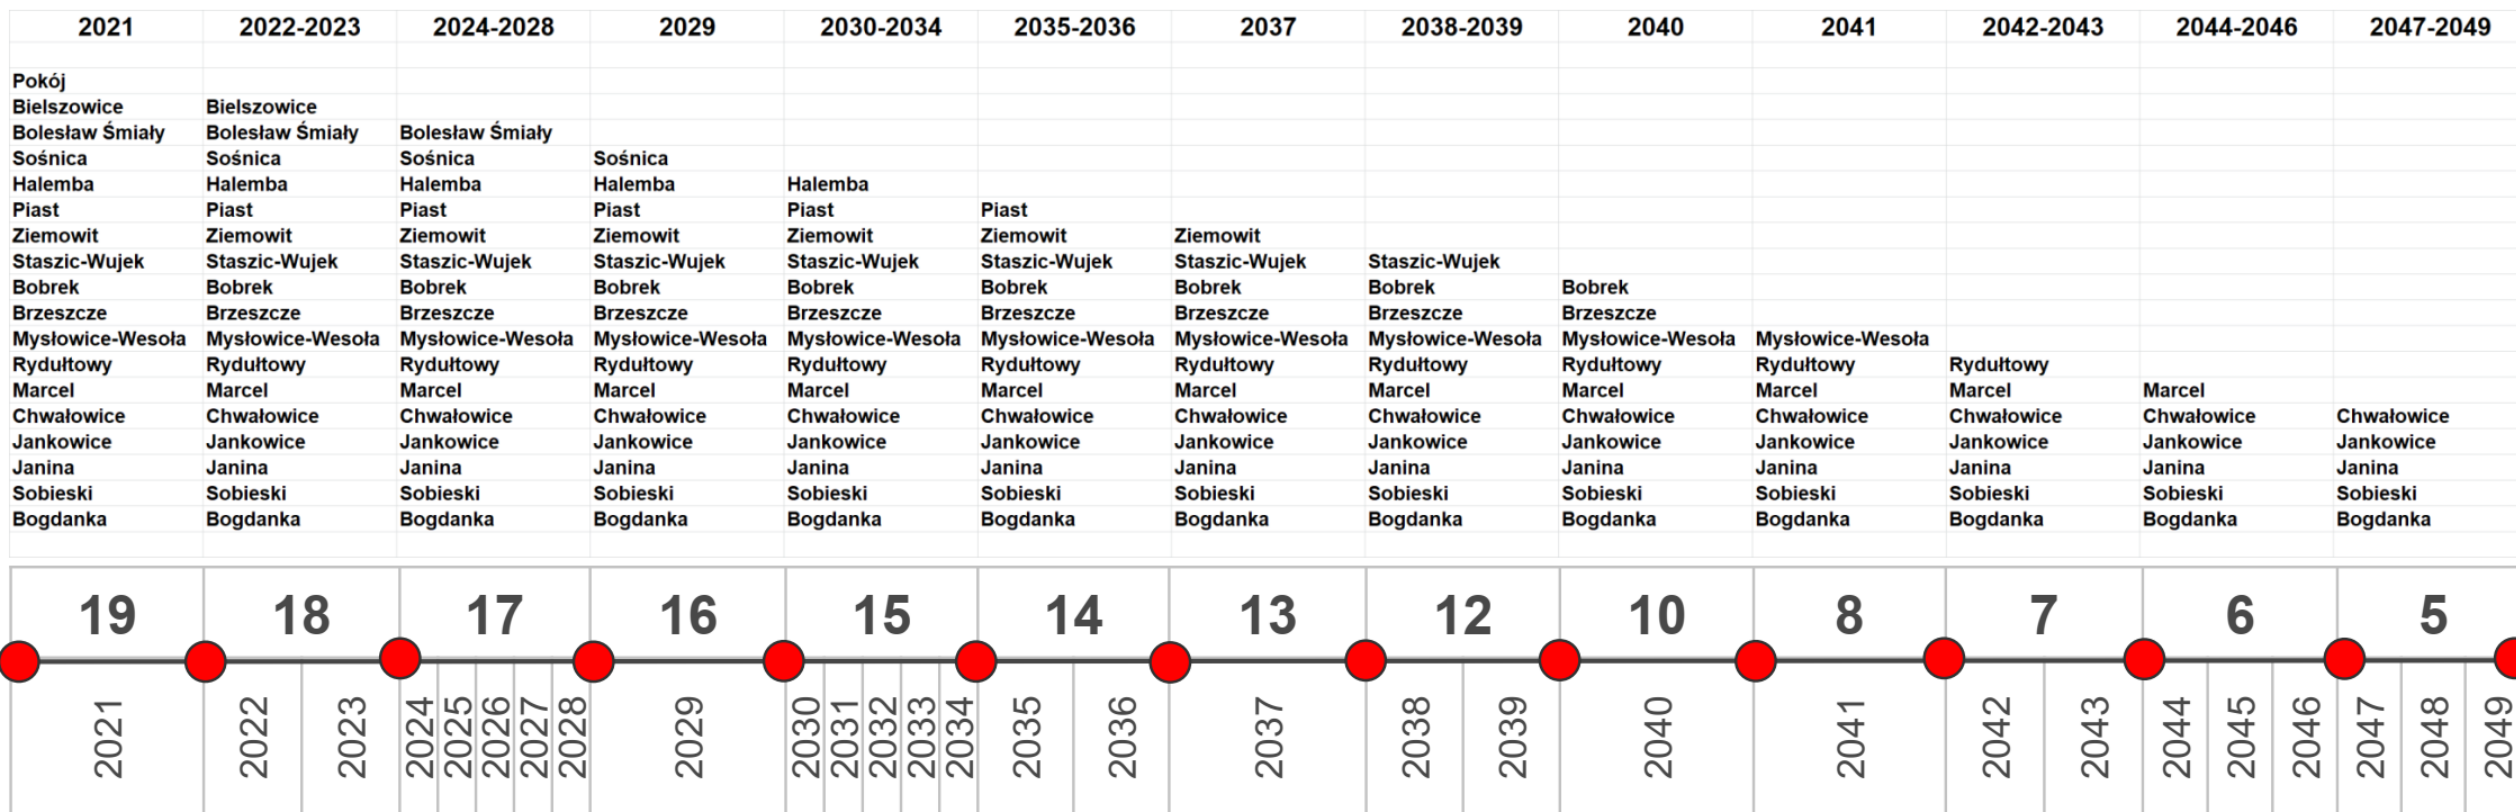 2021 2022-2023 2024-2028 2029 2030-2034 2035-2036 2037 2038-2039 2040 2041 2042-2043 2044-2046 2047-2049
Pokój
Bielszowice Bielszowice
Bolesław Śmiały Bolesław Śmiały Bolesław Śmiały
Sośnica Sośnica Sośnica Sośnica
Halemba Halemba Halemba Halemba Halemba
Piast Piast Piast Piast Piast Piast
Ziemowit Ziemowit Ziemowit Ziemowit Ziemowit Ziemowit Ziemowit
Staszic-Wujek Staszic-Wujek Staszic-Wujek Staszic-Wujek Staszic-Wujek Staszic-Wujek Staszic-Wujek Staszic-Wujek
Bobrek Bobrek Bobrek Bobrek Bobrek Bobrek Bobrek Bobrek Bobrek
Brzeszcze Brzeszcze Brzeszcze Brzeszcze Brzeszcze Brzeszcze Brzeszcze Brzeszcze Brzeszcze
Mysłowice-Wesoła Mysłowice-Wesoła Mysłowice-Wesoła Mysłowice-Wesoła Mysłowice-Wesoła Mysłowice-Wesoła Mysłowice-Wesoła Mysłowice-Wesoła Mysłowice-Wesoła Mysłowice-Wesoła
Rydułtowy Rydułtowy Rydułtowy Rydułtowy Rydułtowy Rydułtowy Rydułtowy Rydułtowy Rydułtowy Rydułtowy Rydułtowy
Marcel Marcel Marcel Marcel Marcel Marcel Marcel Marcel Marcel Marcel Marcel Marcel
Chwałowice Chwałowice Chwałowice Chwałowice Chwałowice Chwałowice Chwałowice Chwałowice Chwałowice Chwałowice Chwałowice Chwałowice Chwałowice
Jankowice Jankowice Jankowice Jankowice Jankowice Jankowice Jankowice Jankowice Jankowice Jankowice Jankowice Jankowice Jankowice
Janina Janina Janina Janina Janina Janina Janina Janina Janina Janina Janina Janina Janina
Sobieski Sobieski Sobieski Sobieski Sobieski Sobieski Sobieski Sobieski Sobieski Sobieski Sobieski Sobieski Sobieski
Bogdanka Bogdanka Bogdanka Bogdanka Bogdanka Bogdanka Bogdanka Bogdanka Bogdanka Bogdanka Bogdanka Bogdanka Bogdanka
19 18 17 16 15 14 13 12 10 8 7 6 5
2021 2022 2023 2024 2025 2026 2027 2028 2029 2030 2031 2032 2033 2034 2035 2036 2037 2038 2039 2040 2041 2042 2043 2044 2045 2046 2047 2048 2049